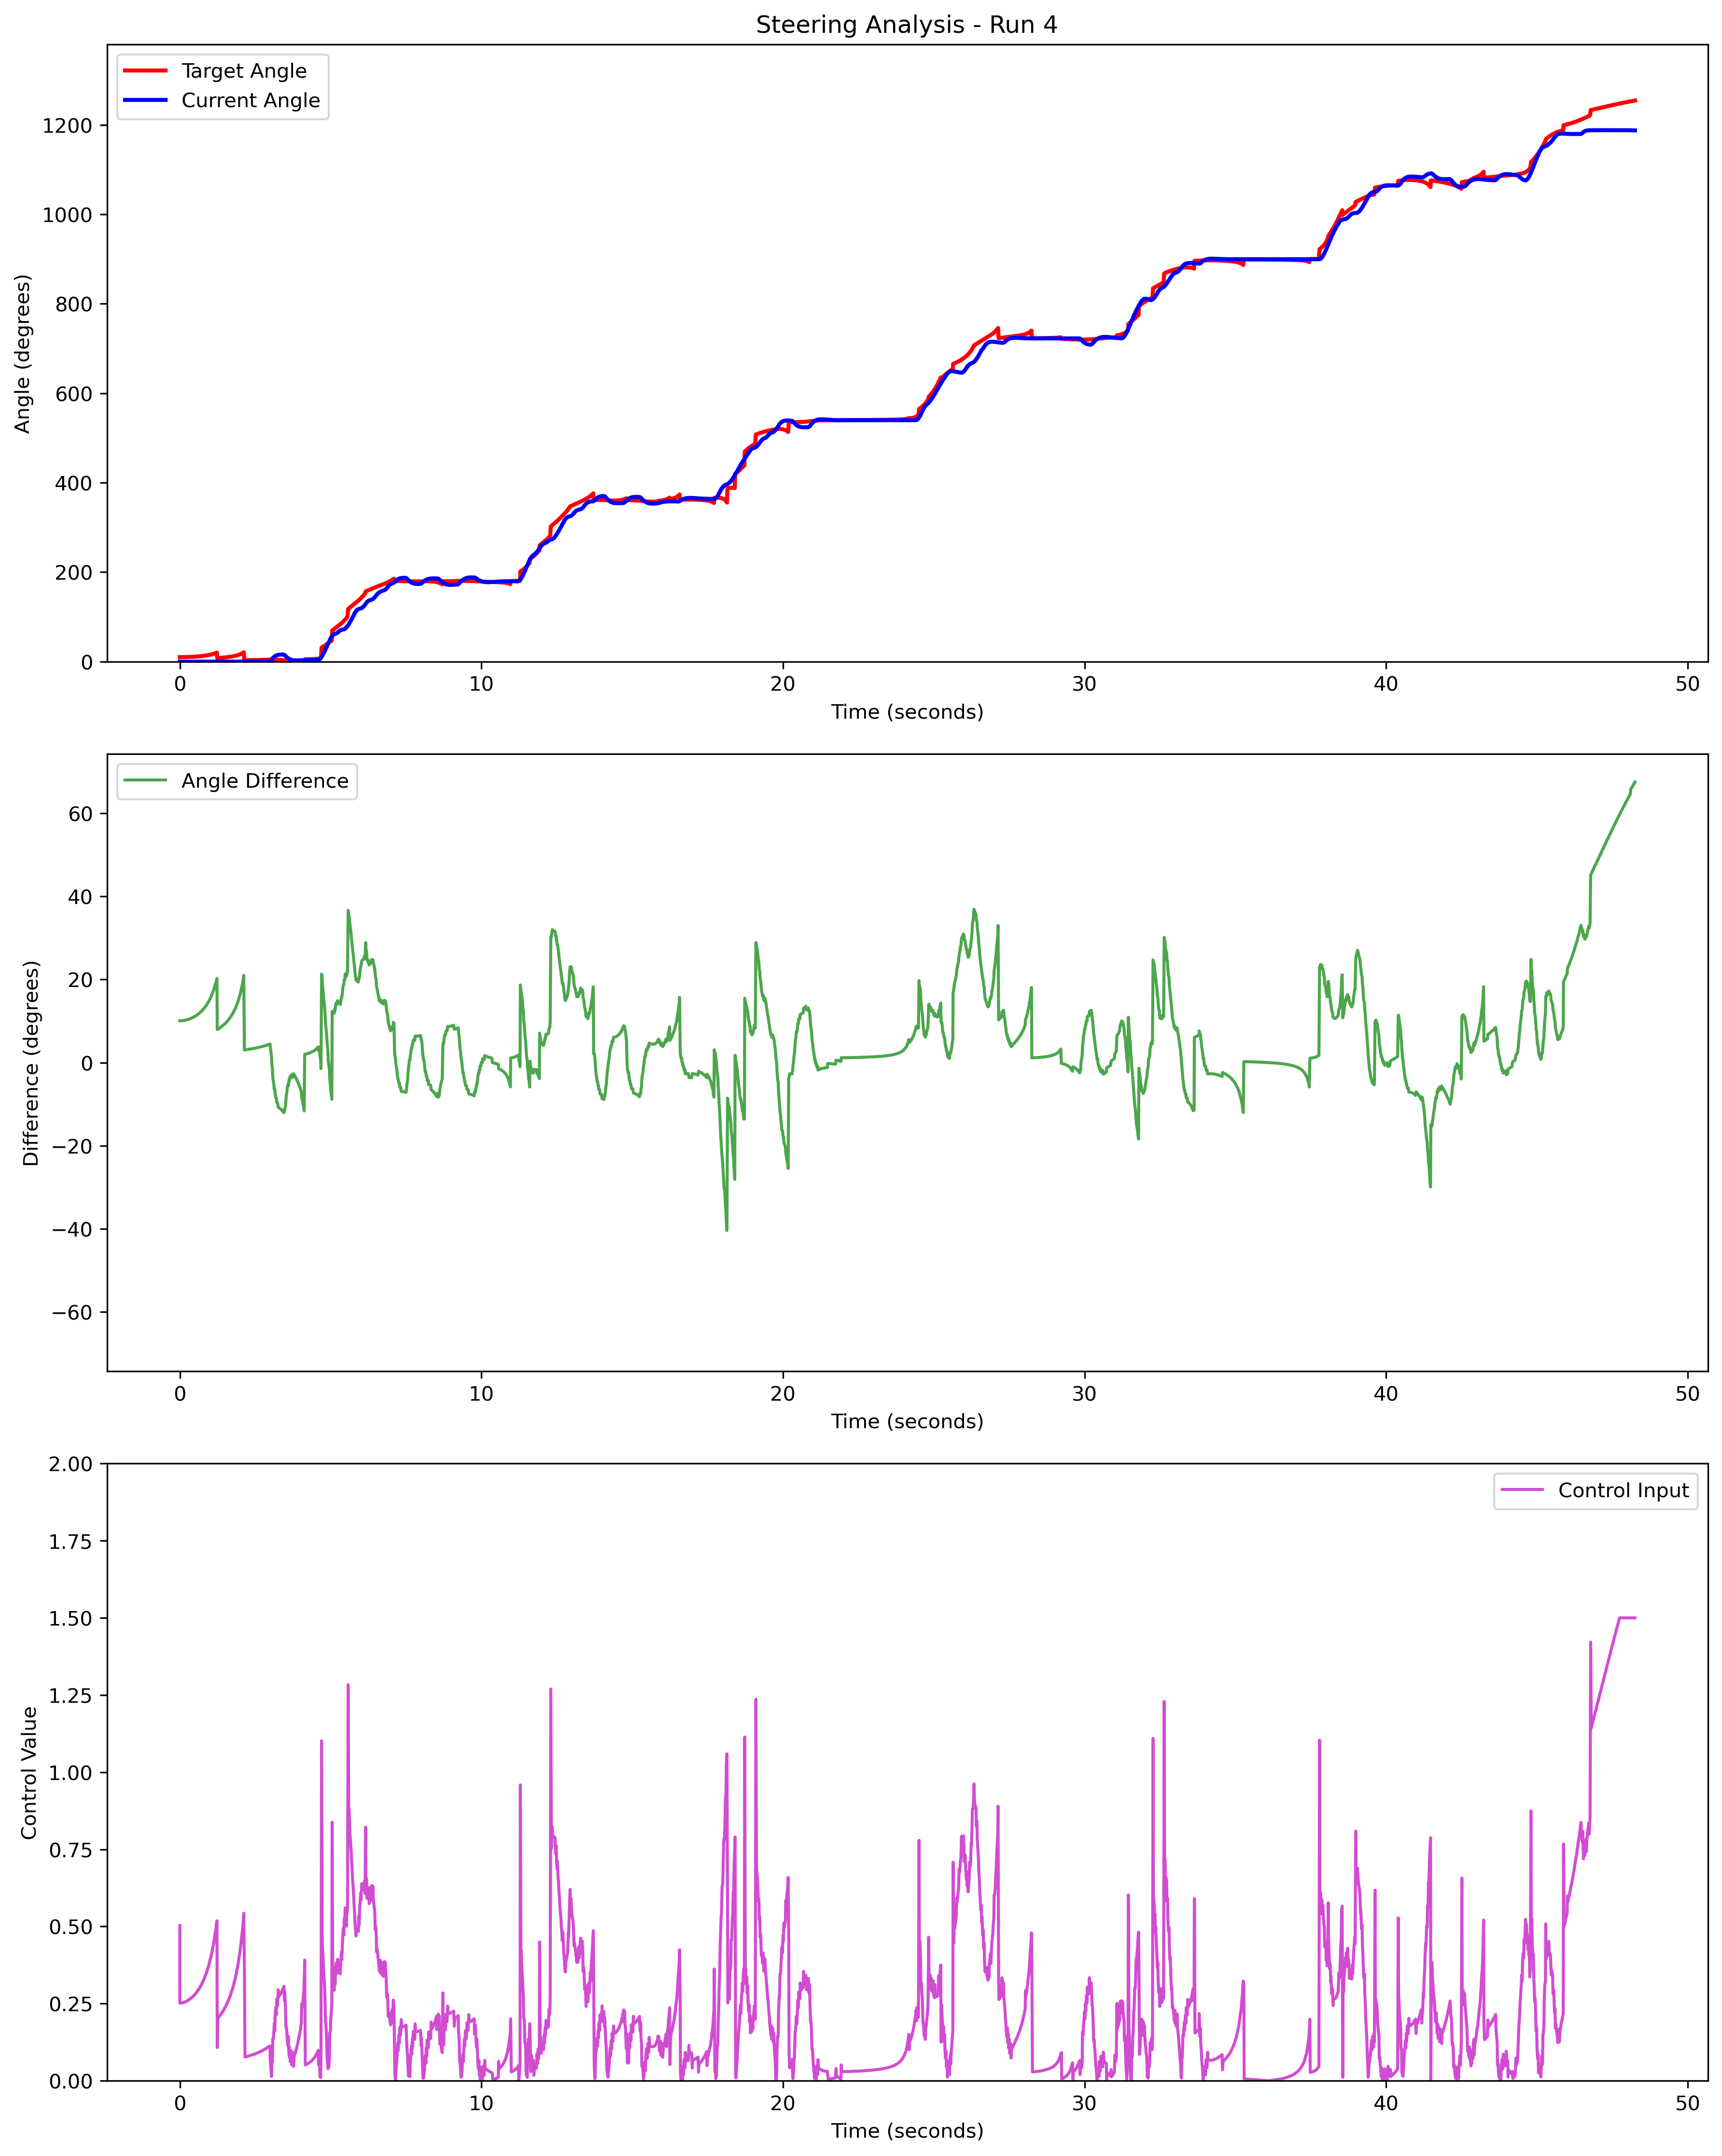 Steering Analysis - Run 4
Target Angle
Current Angle
Angle (degrees)
1200
1000
800
600
400
200
0
0 10 20 30 40 50
Time (seconds)
Angle Difference
Difference (degrees)
60
40
20
0
−20
−40
−60
0 10 20 30 40 50
Time (seconds)
Control Input
Control Value
2.00
1.75
1.50
1.25
1.00
0.75
0.50
0.25
0.00
0 10 20 30 40 50
Time (seconds)